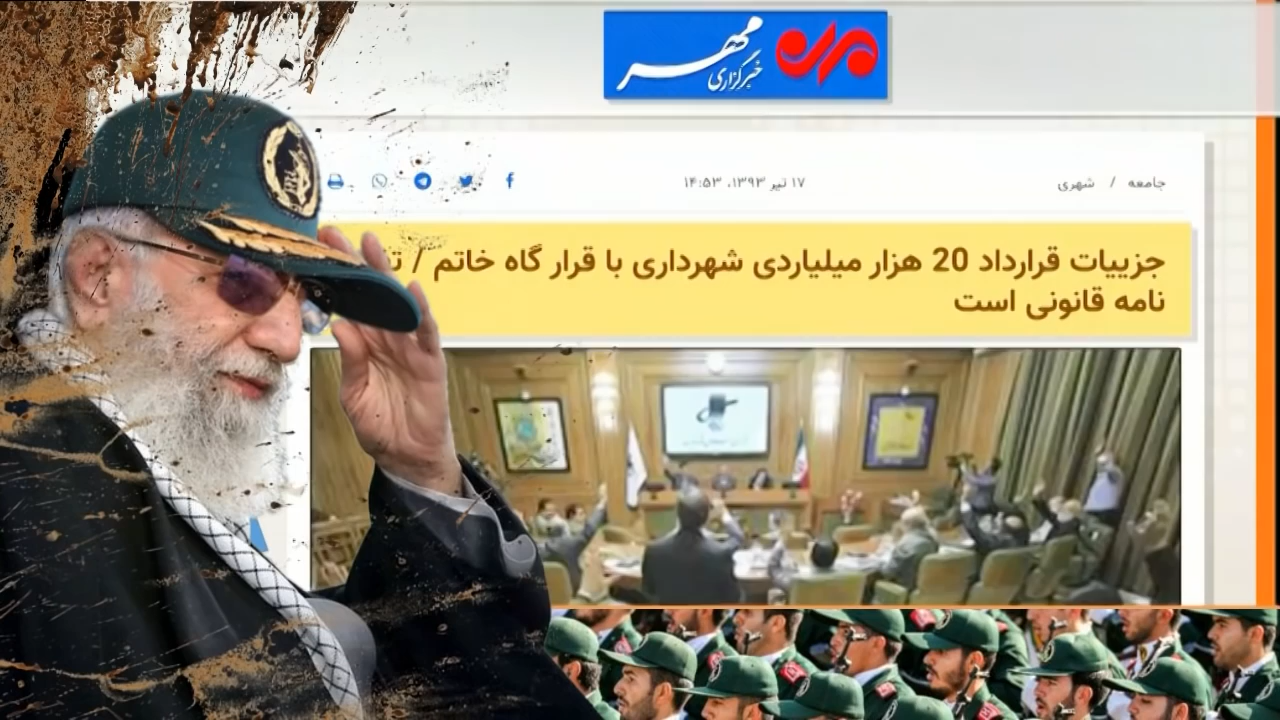 مهر
خبرگزاری
جامعه / شهری
۱۷ تیر ۱۳۹۳، ۱۴:۵۳
جزییات قرارداد 20 هزار میلیاردی شهرداری با قرار گاه خاتم /
نامه قانونی است